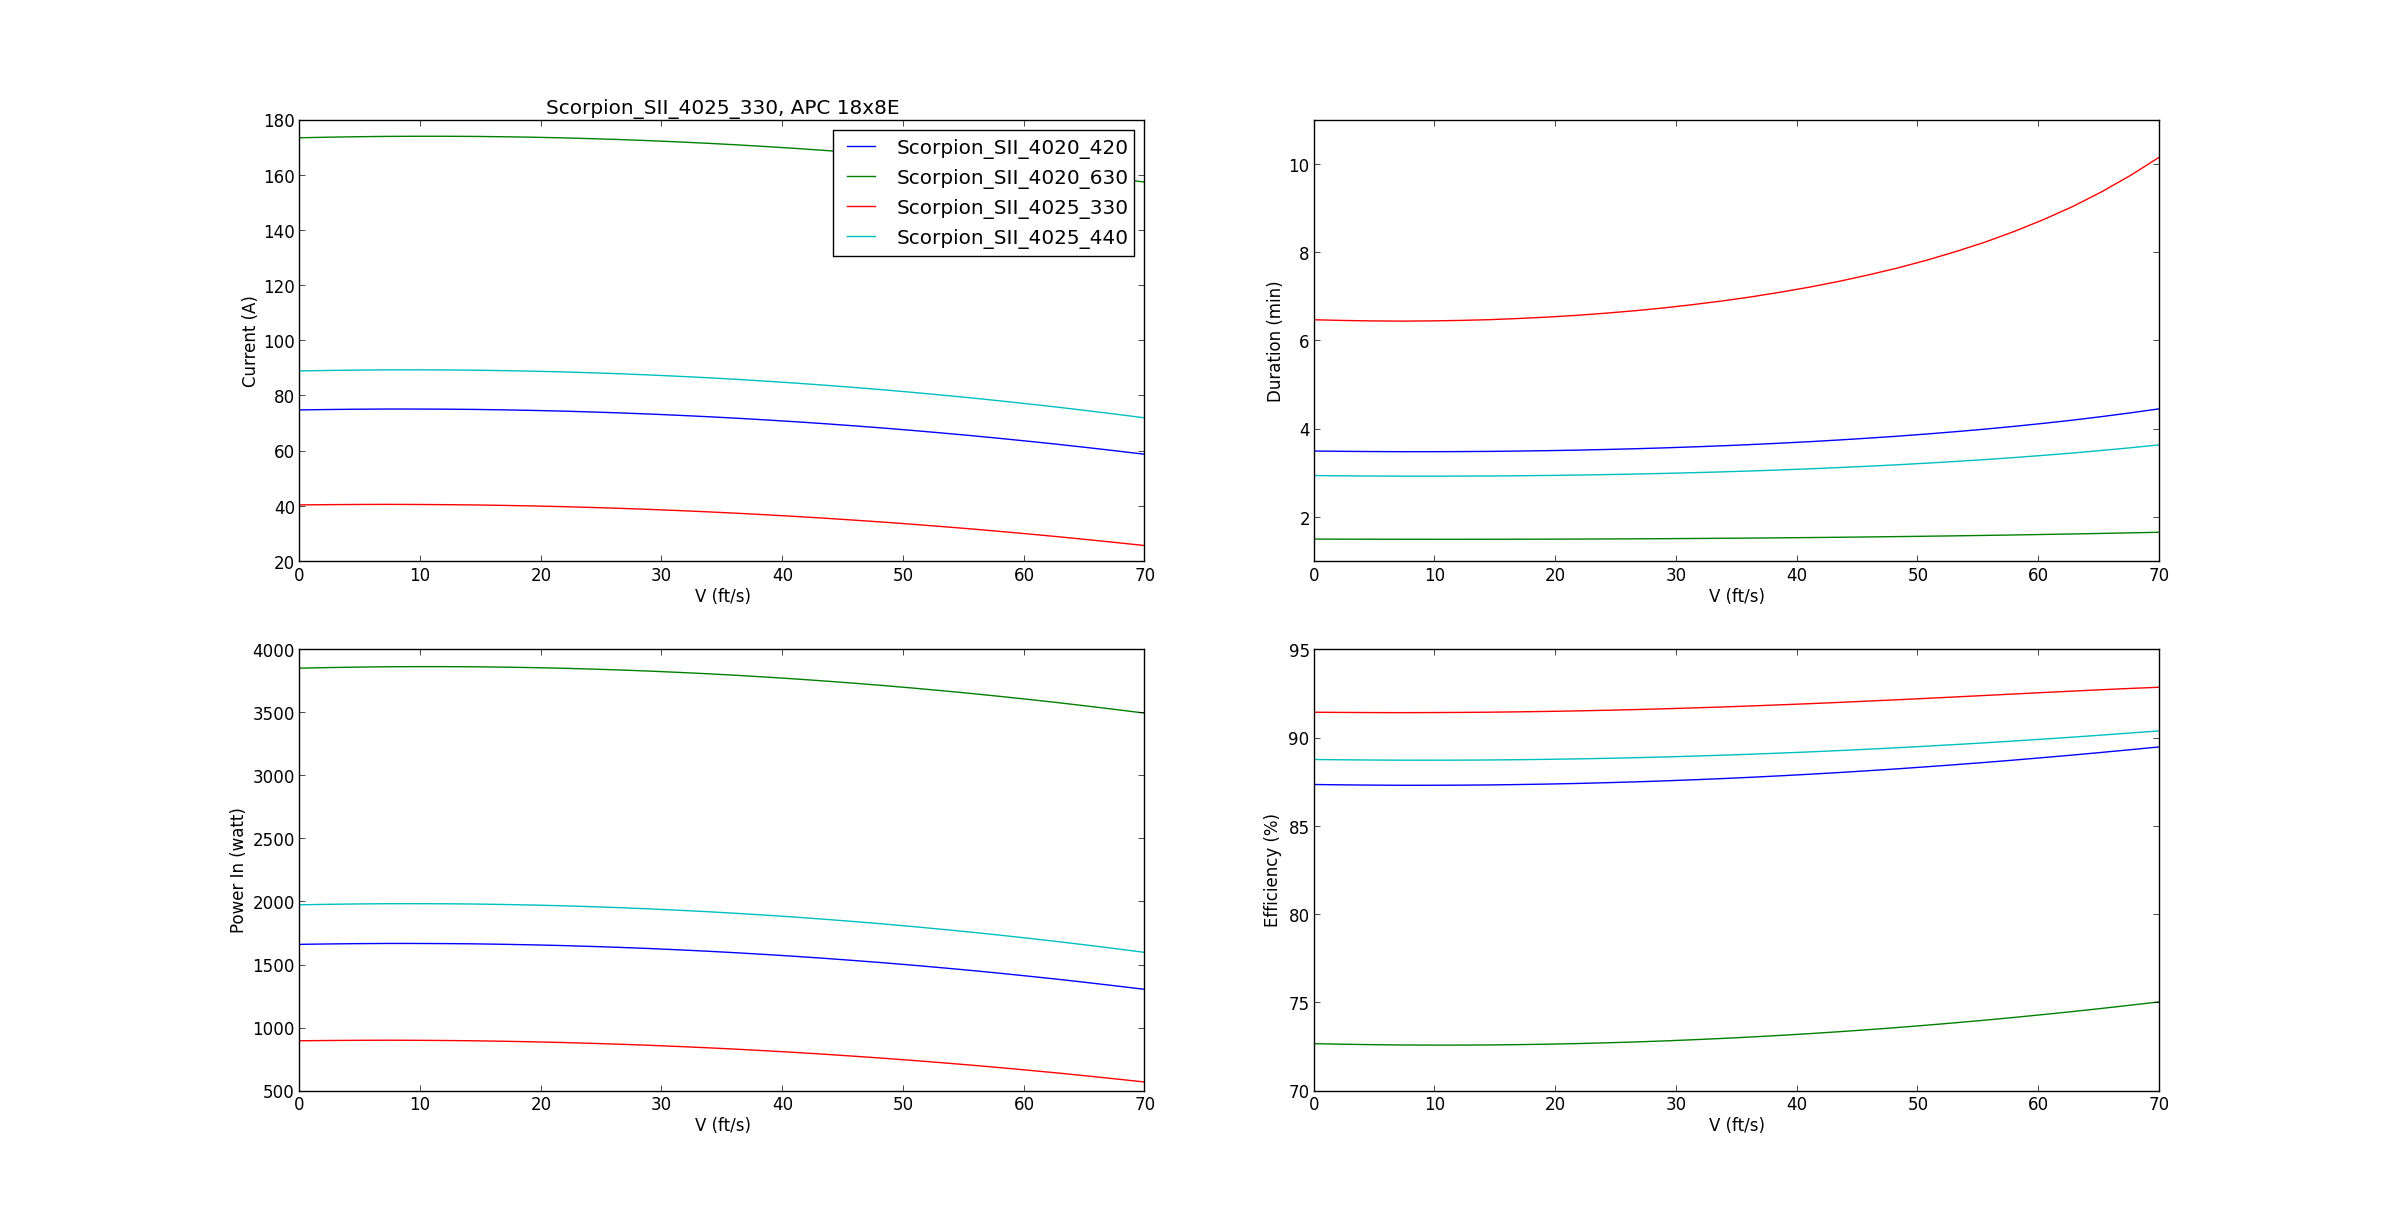 Scorpion_SII_4025_330, APC 18x8E
180
160
140
120
100
80
60
40
20
Current (A)
Scorpion_SII_4020_420
Scorpion_SII_4020_630
Scorpion_SII_4025_330
Scorpion_SII_4025_440
0 10 20 30 40 50 60 70
V (ft/s)
10
8
6
4
2
Duration (min)
0 10 20 30 40 50 60 70
V (ft/s)
4000
3500
3000
2500
2000
1500
1000
500
Power In (watt)
0 10 20 30 40 50 60 70
V (ft/s)
95
90
85
80
75
70
Efficiency (%)
0 10 20 30 40 50 60 70
V (ft/s)